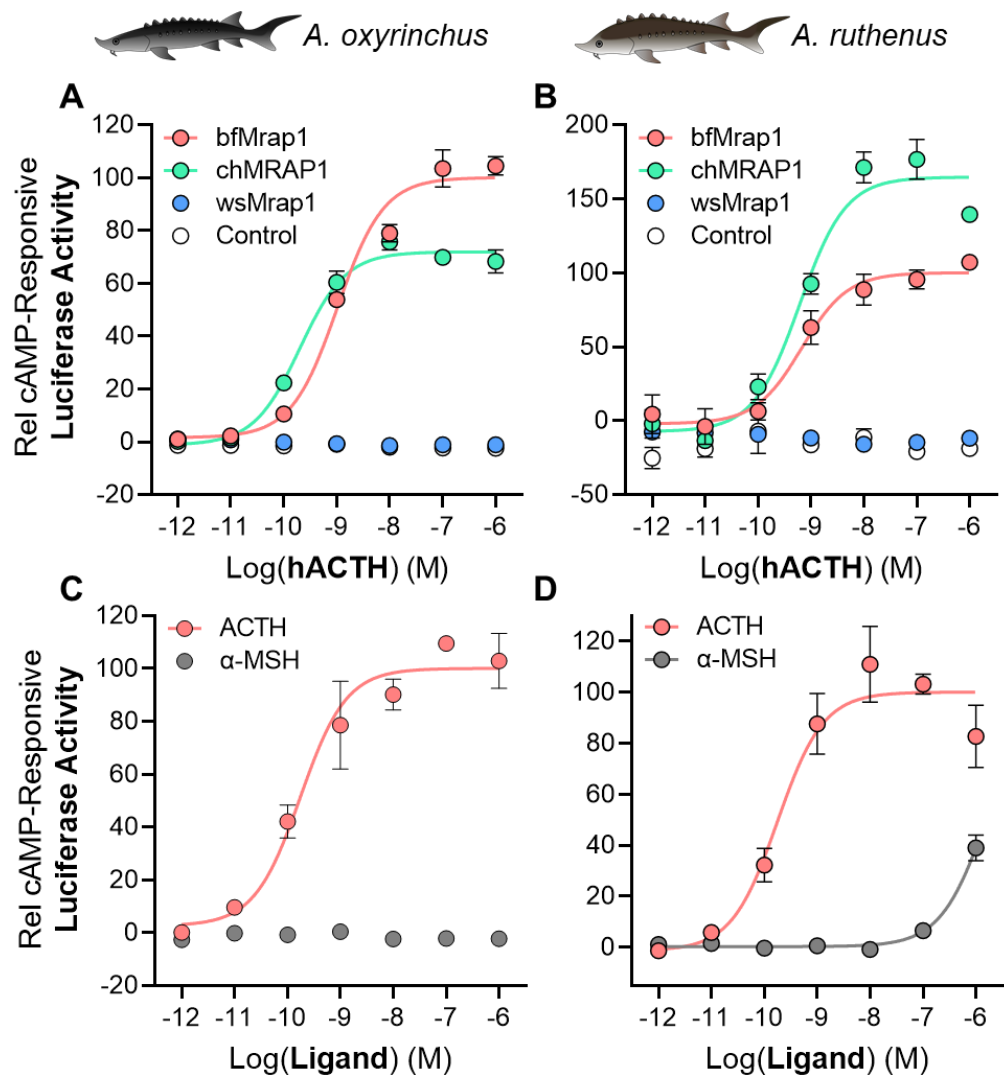 A. oxyrinchus
A. ruthenus
A
B
Rel cAMP-Responsive
Luciferase Activity
120
100
80
60
40
20
0
-20
bfMrap1
chMRAP1
wsMrap1
Control
-12 -11 -10 -9 -8 -7 -6
Log(hACTH) (M)
200
150
100
50
0
-50
bfMrap1
chMRAP1
wsMrap1
Control
-12 -11 -10 -9 -8 -7 -6
Log(hACTH) (M)
C
D
Rel cAMP-Responsive
Luciferase Activity
120
100
80
60
40
20
0
-20
ACTH
α-MSH
-12 -11 -10 -9 -8 -7 -6
Log(Ligand) (M)
120
100
80
60
40
20
0
ACTH
α-MSH
-12 -11 -10 -9 -8 -7 -6
Log(Ligand) (M)